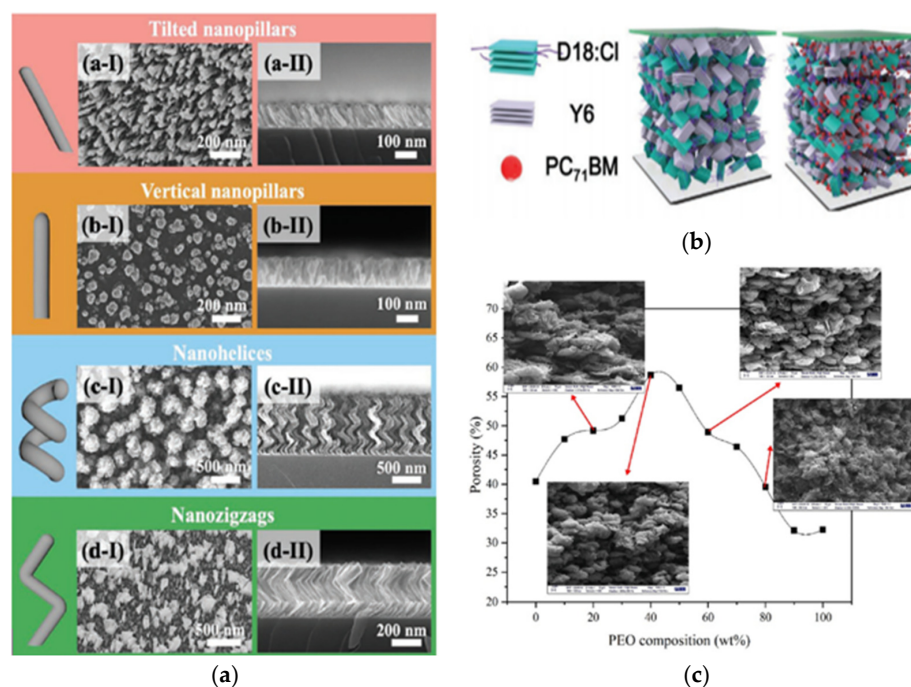 Tilted nanopillars
(a-I)
200 nm
(a-II)
100 nm
Vertical nanopillars
(b-I)
200 nm
(b-II)
100 nm
Nanohelices
(c-I)
500 nm
(c-II)
500 nm
Nanozigzags
(d-I)
500 nm
(d-II)
200 nm
(a)
D18:Cl
Y6
PC71BM
(b)
Porosity (%)
70
65
60
55
50
45
40
35
30
25
20
0
20
40
60
80
100
PEO composition (wt%)
(c)